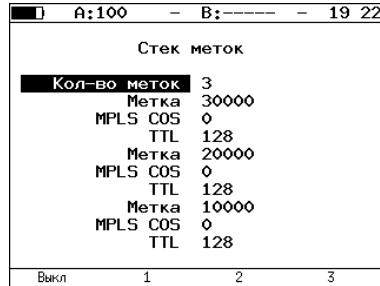 A:100 – B:----- – 19 22
Стек меток
Кол-во меток 3
Метка 30000
MPLS COS 0
TTL 128
Метка 20000
MPLS COS 0
TTL 128
Метка 10000
MPLS COS 0
TTL 128
Выкл 1 2 3